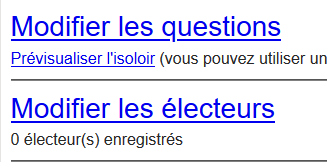 Modifier les questions
Prévisualiser l'isoloir (vous pouvez utiliser un
Modifier les électeurs
0 électeur(s) enregistrés